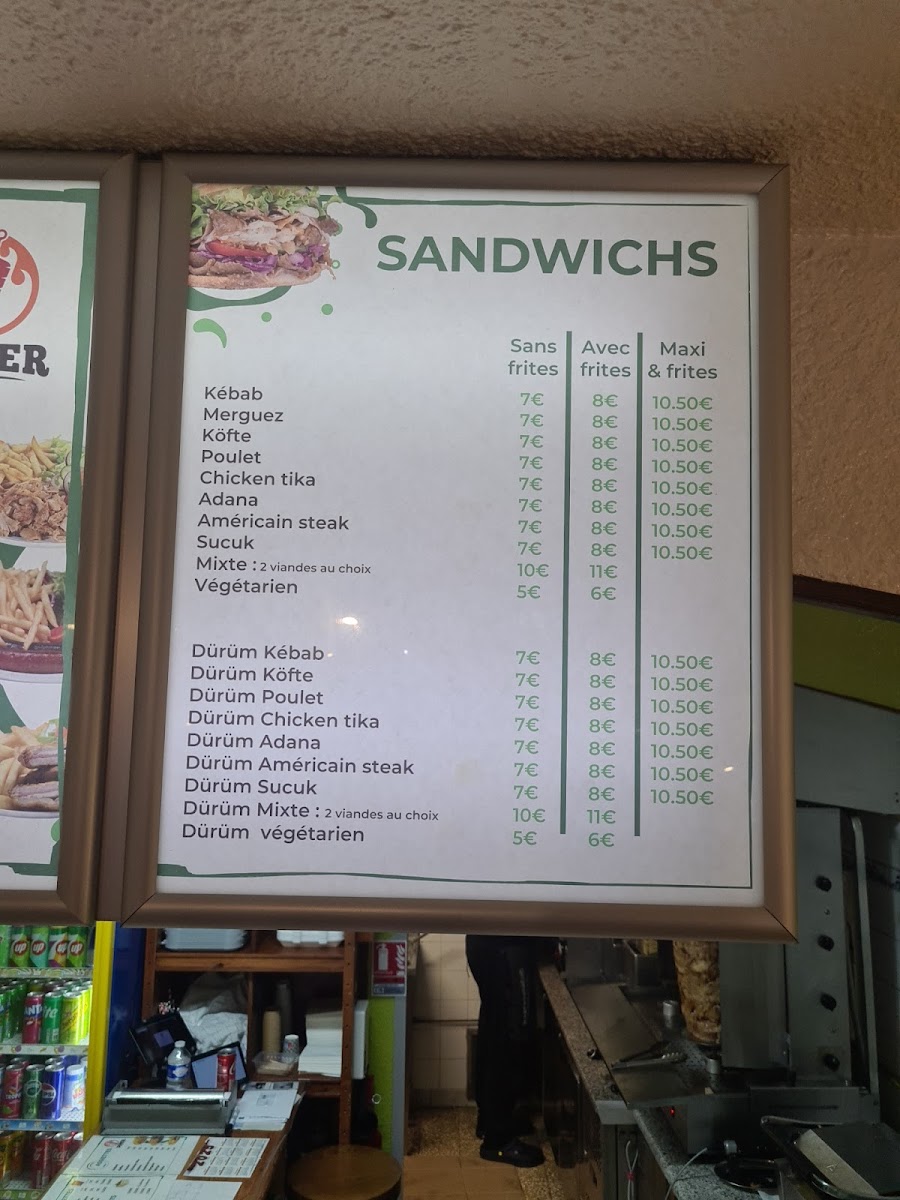 SANDWICHS
Sans frites Avec frites Maxi & frites
Kébab 7€ 8€ 10.50€
Merguez 7€ 8€ 10.50€
Köfte 7€ 8€ 10.50€
Poulet 7€ 8€ 10.50€
Chicken tika 7€ 8€ 10.50€
Adana 7€ 8€ 10.50€
Américain steak 7€ 8€ 10.50€
Sucuk 7€ 8€ 10.50€
Mixte : 2 viandes au choix 10€ 11€
Végétarien 5€ 6€
Dürüm Kébab 7€ 8€ 10.50€
Dürüm Köfte 7€ 8€ 10.50€
Dürüm Poulet 7€ 8€ 10.50€
Dürüm Chicken tika 7€ 8€ 10.50€
Dürüm Adana 7€ 8€ 10.50€
Dürüm Américain steak 7€ 8€ 10.50€
Dürüm Sucuk 7€ 8€ 10.50€
Dürüm Mixte : 2 viandes au choix 10€ 11€
Dürüm végétarien 5€ 6€
ER
up up up
2022